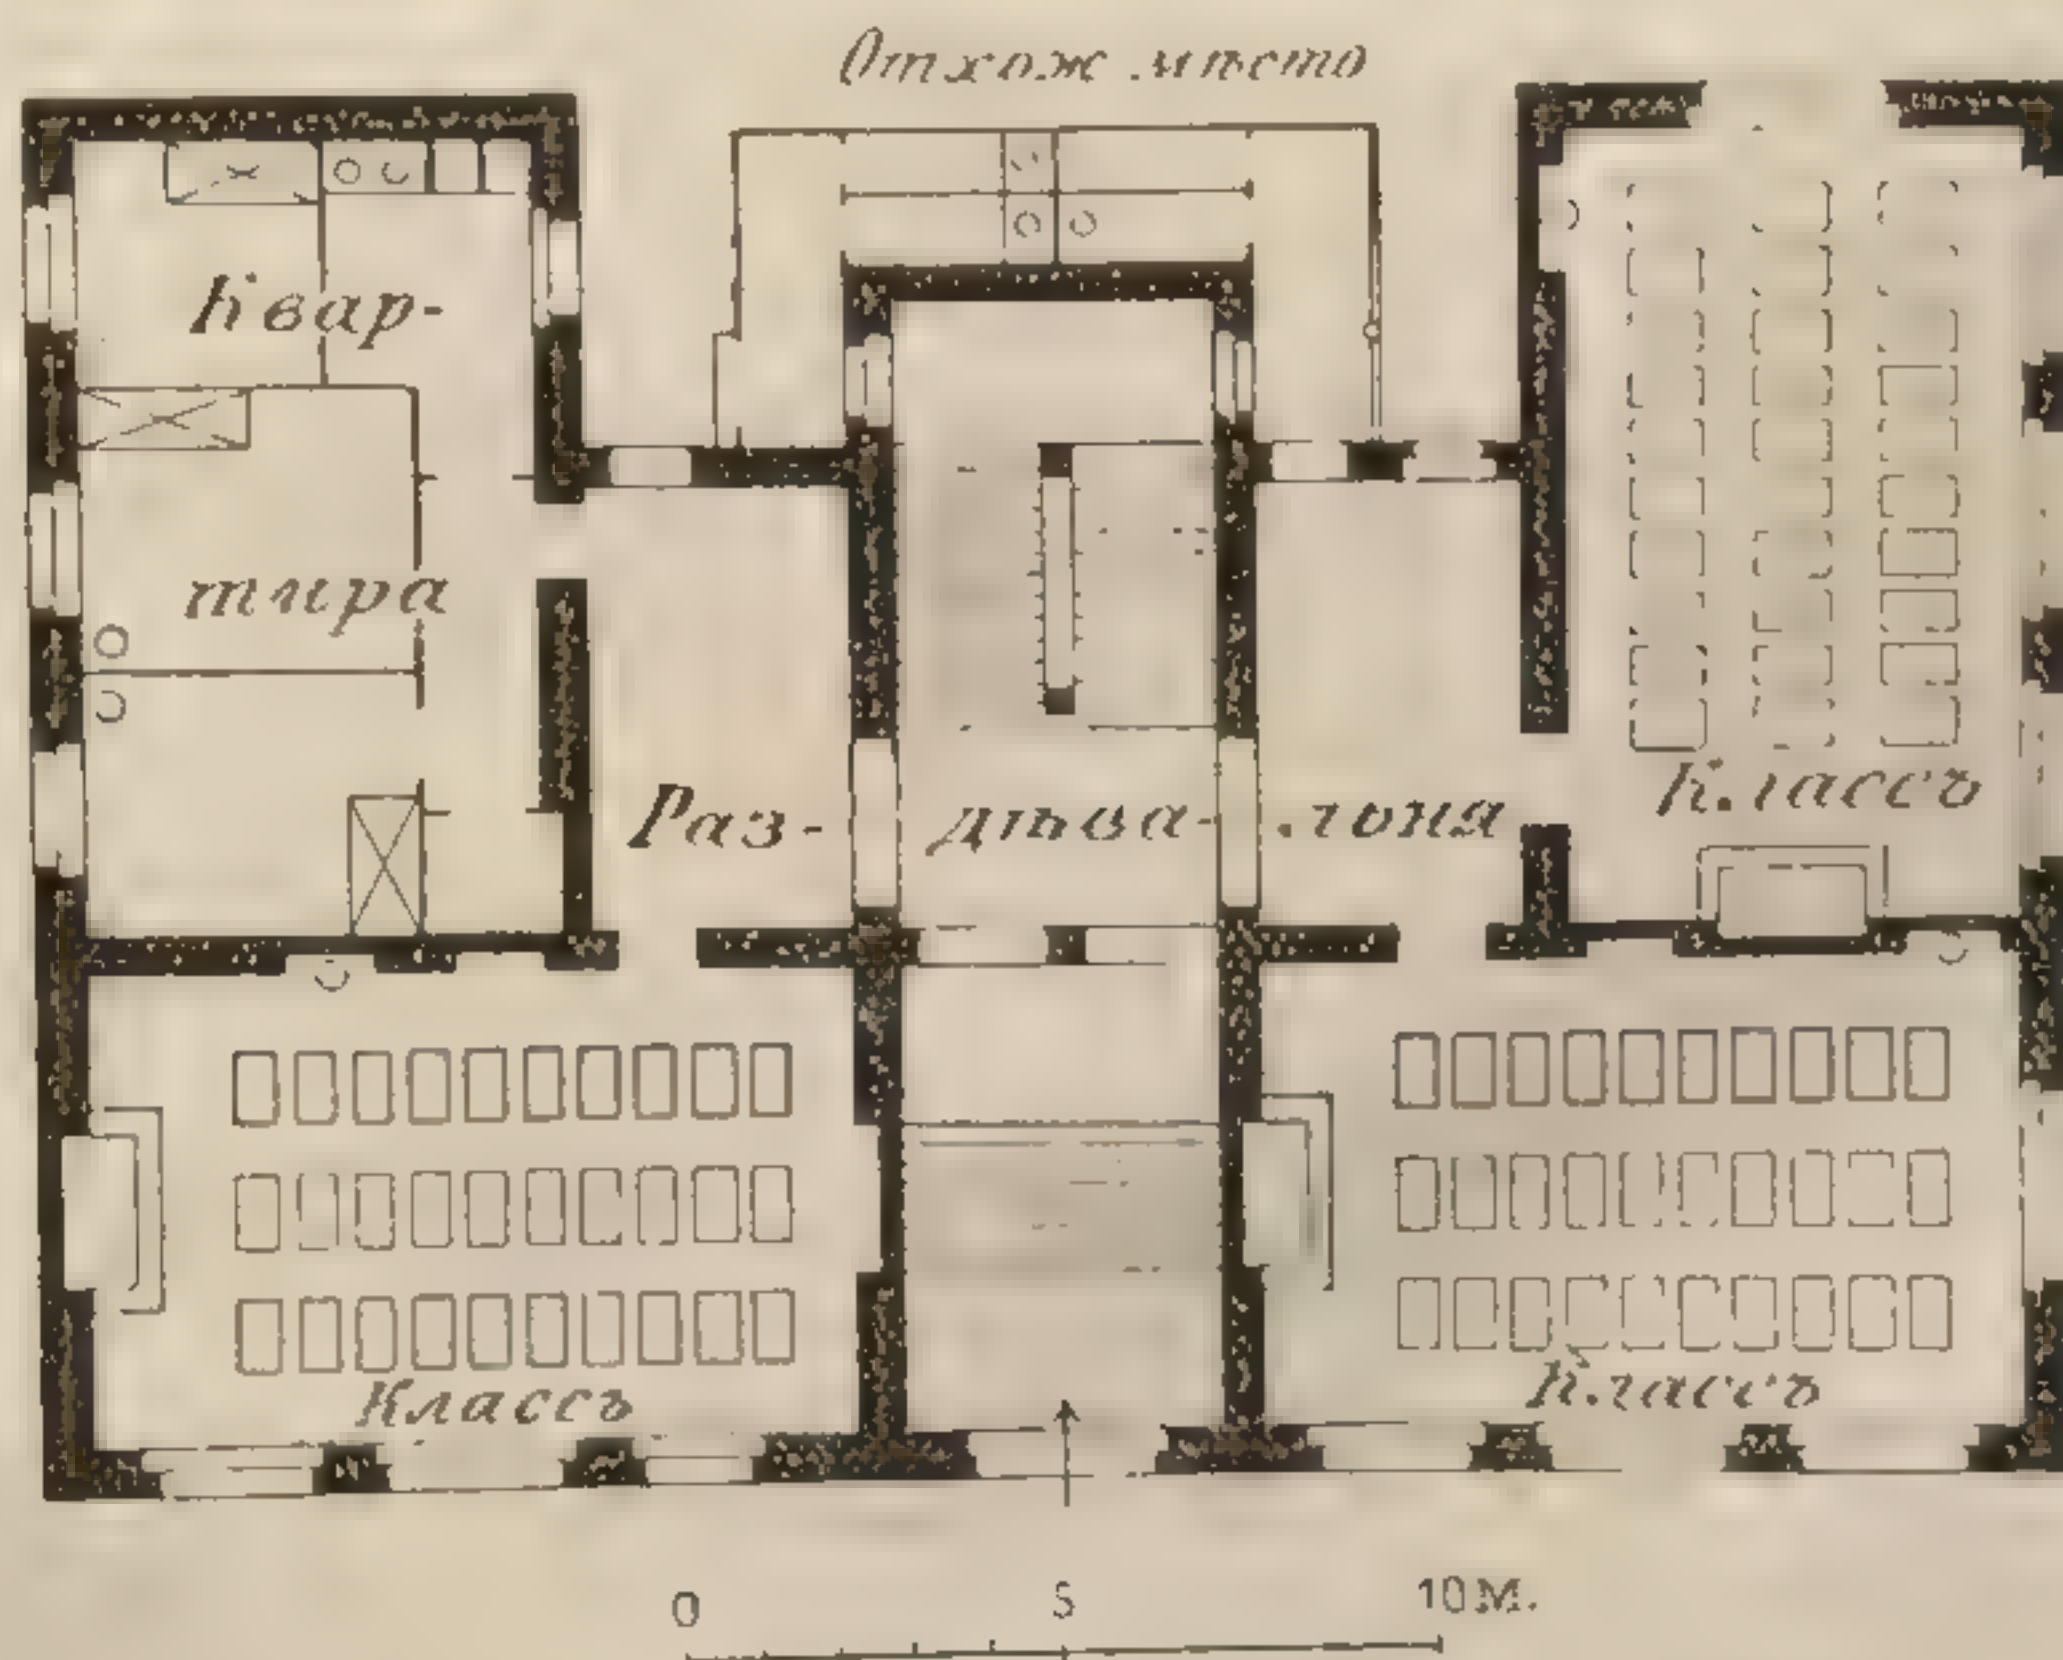 Отхож. мѣсто
Квар-
тира
Раз- дѣва- льня
Классъ
Классъ
Классъ
0 5 10 М.